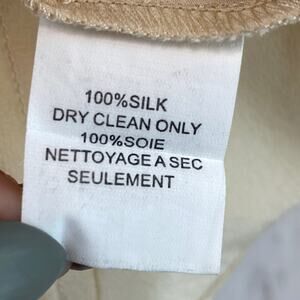 100%SILK
DRY CLEAN ONLY
100%SOIE
NETTOYAGE A SEC
SEULEMENT